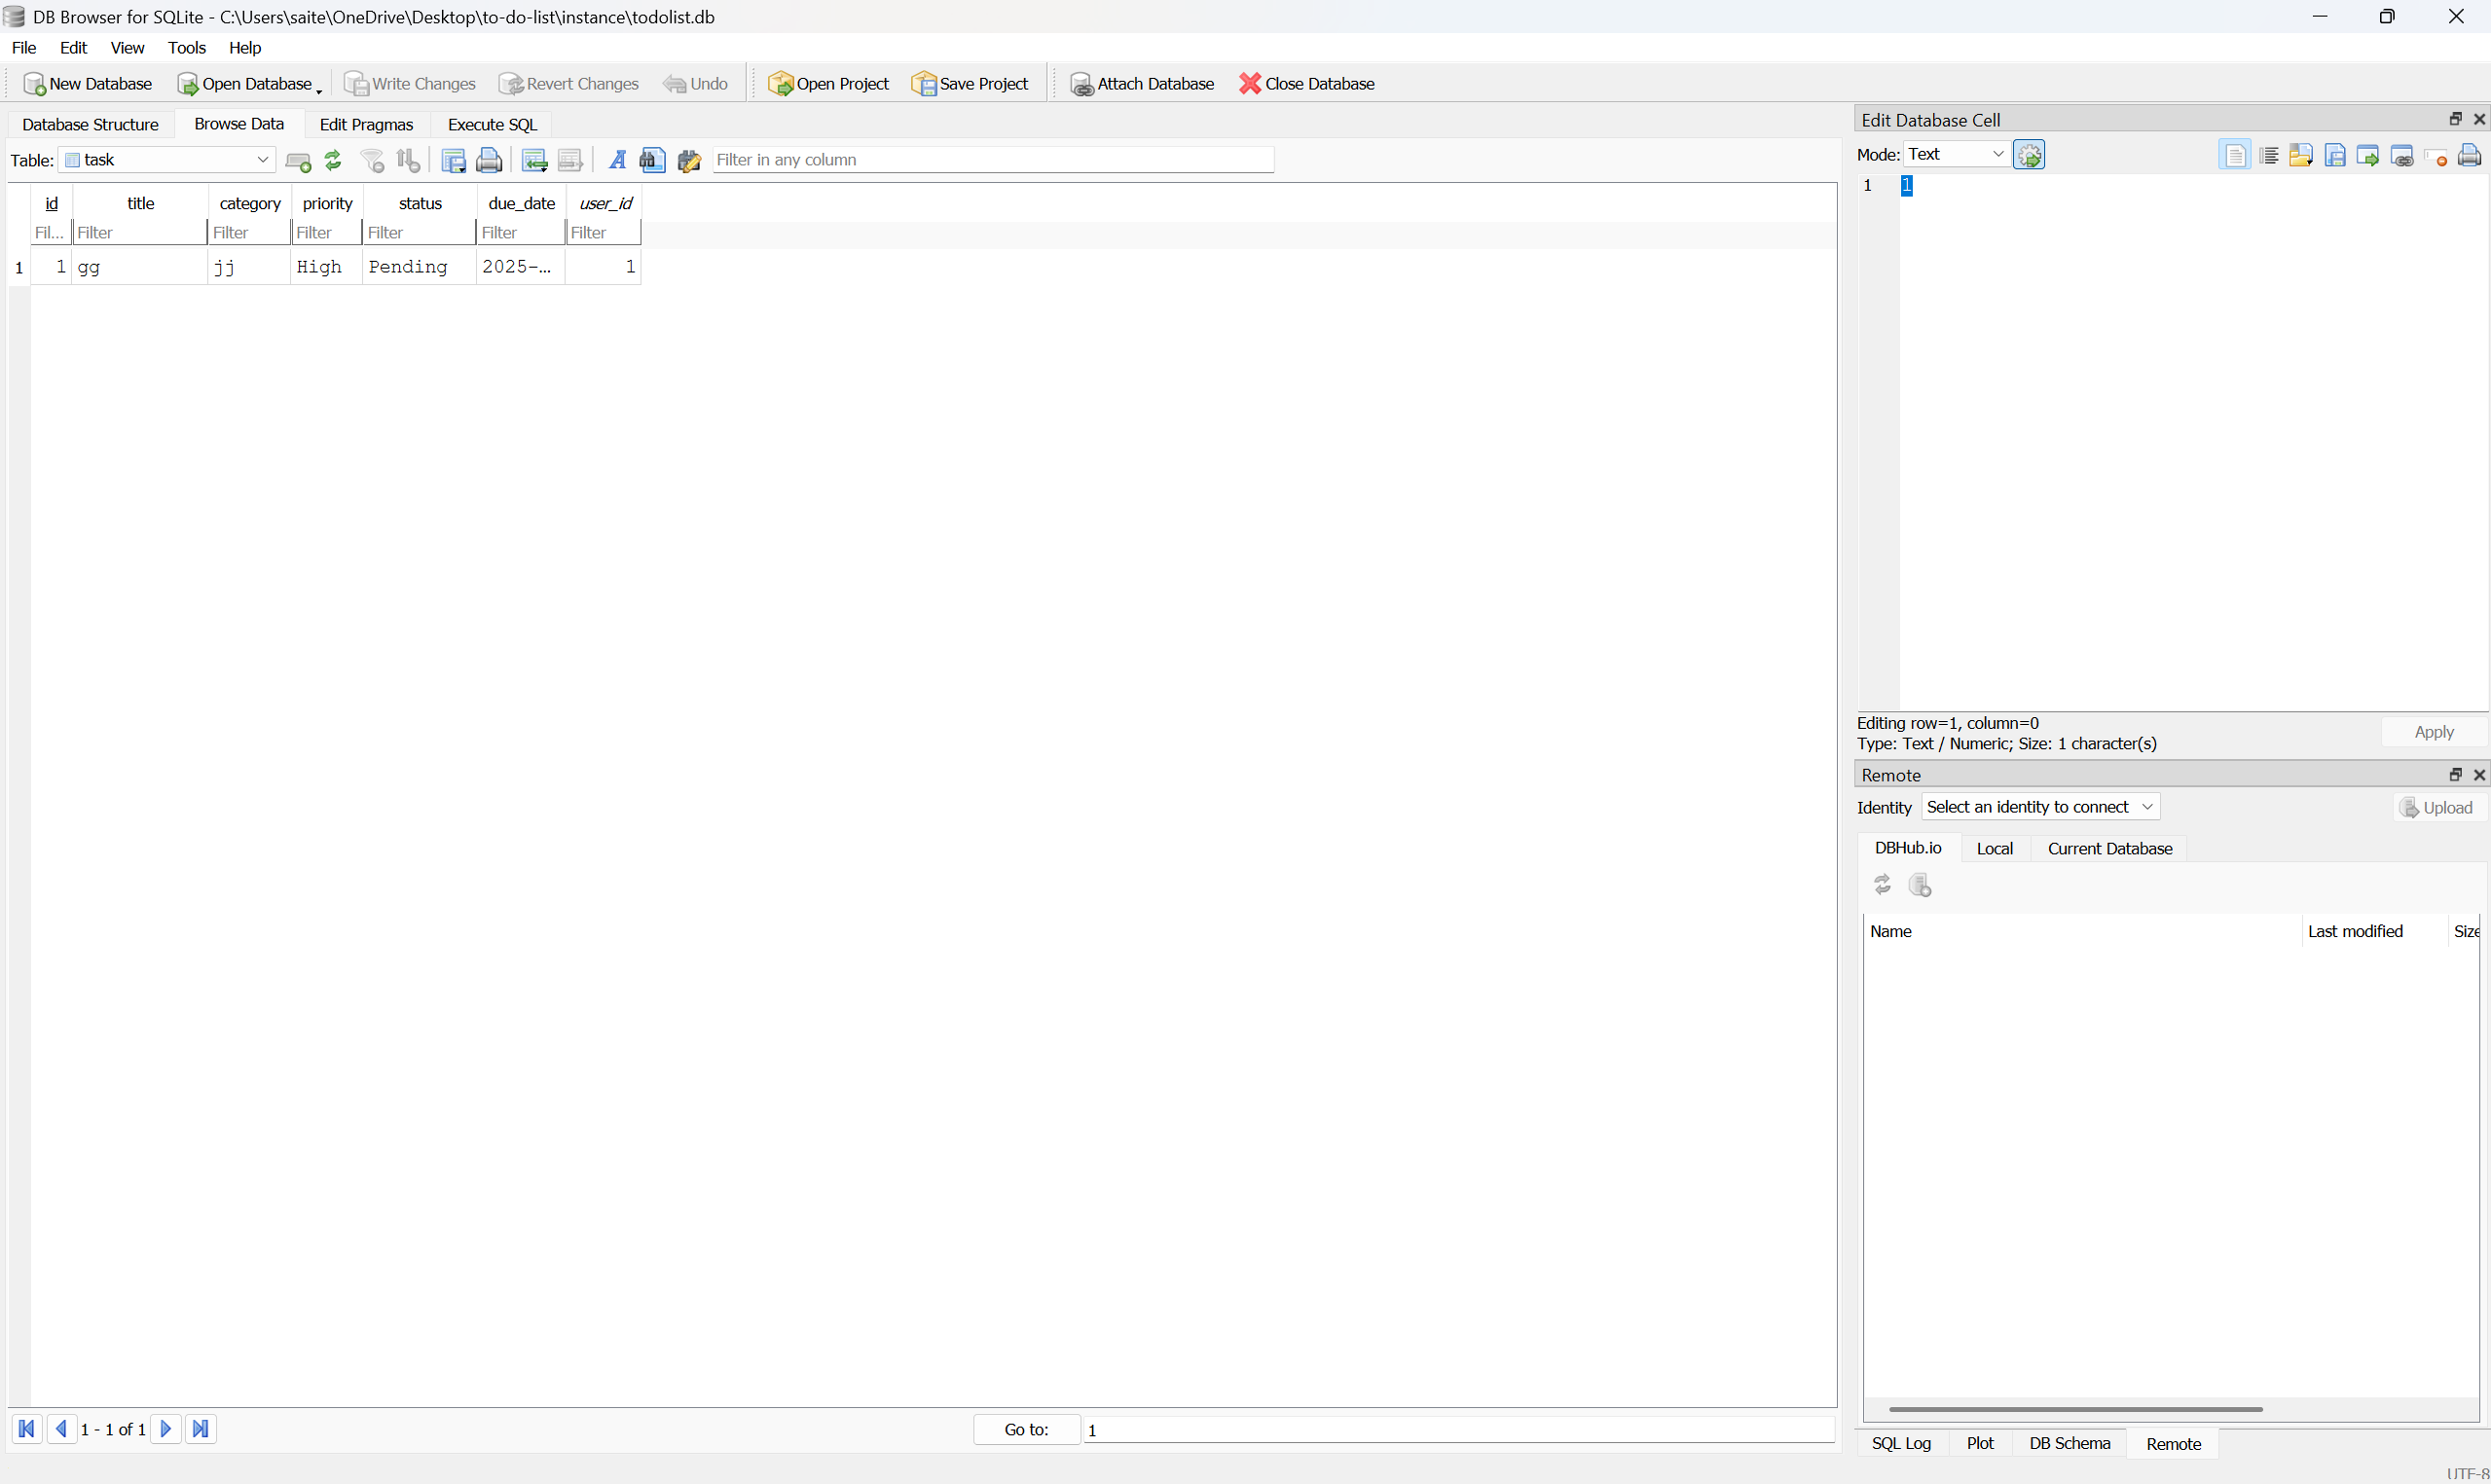 DB Browser for SQLite - C:\Users\saite\OneDrive\Desktop\to-do-list\instance\todolist.db
File Edit View Tools Help
New Database Open Database Write Changes Revert Changes Undo Open Project Save Project Attach Database Close Database
Database Structure Browse Data Edit Pragmas Execute SQL
Table: task Filter in any column
id title category priority status due_date user_id
Fil... Filter Filter Filter Filter Filter Filter
1 1 gg jj High Pending 2025-... 1
1 - 1 of 1 Go to: 1
Edit Database Cell
Mode: Text
1 1
Editing row=1, column=0
Type: Text / Numeric; Size: 1 character(s)
Apply
Remote
Identity Select an identity to connect Upload
DBHub.io Local Current Database
Name Last modified Size
SQL Log Plot DB Schema Remote
UTF-8